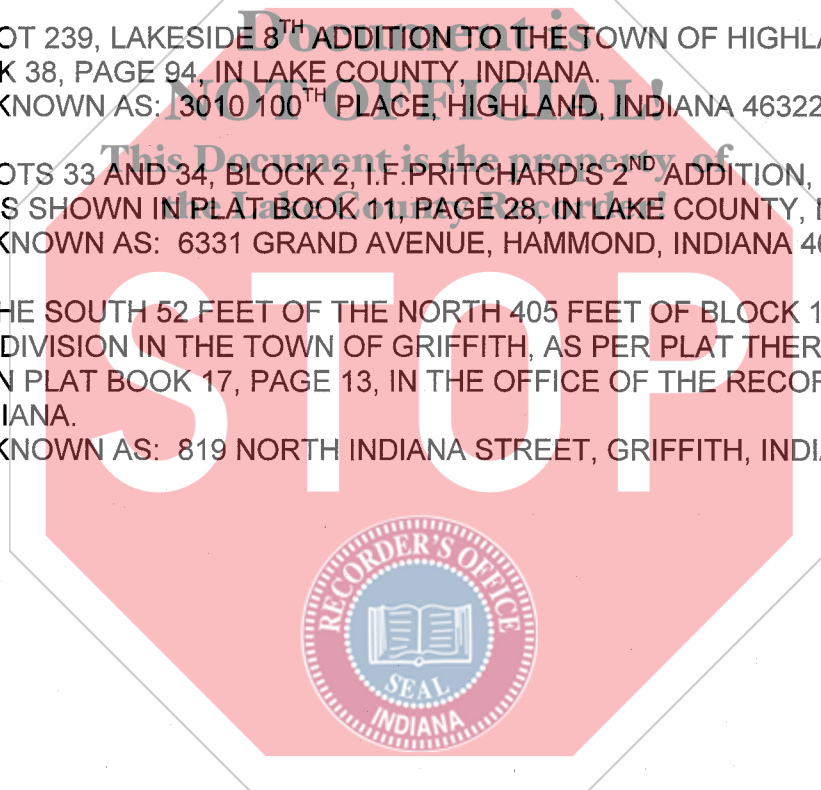 OT 239, LAKESIDE 8TH ADDITION TO THE TOWN OF HIGHLA
K 38, PAGE 94, IN LAKE COUNTY, INDIANA.
KNOWN AS: 3010 100TH PLACE, HIGHLAND, INDIANA 46322
OTS 33 AND 34, BLOCK 2, I.F.PRITCHARD'S 2ND ADDITION,
S SHOWN IN PLAT BOOK 11, PAGE 28, IN LAKE COUNTY, I
KNOWN AS: 6331 GRAND AVENUE, HAMMOND, INDIANA 46
HE SOUTH 52 FEET OF THE NORTH 405 FEET OF BLOCK 1
DIVISION IN THE TOWN OF GRIFFITH, AS PER PLAT THER
N PLAT BOOK 17, PAGE 13, IN THE OFFICE OF THE RECOR
IANA.
KNOWN AS: 819 NORTH INDIANA STREET, GRIFFITH, INDIA
Document is
NOT OFFICIAL!
This Document is the property of
the Lake County Recorder!
STOP
RECORDER'S OFFICE
SEAL
INDIANA